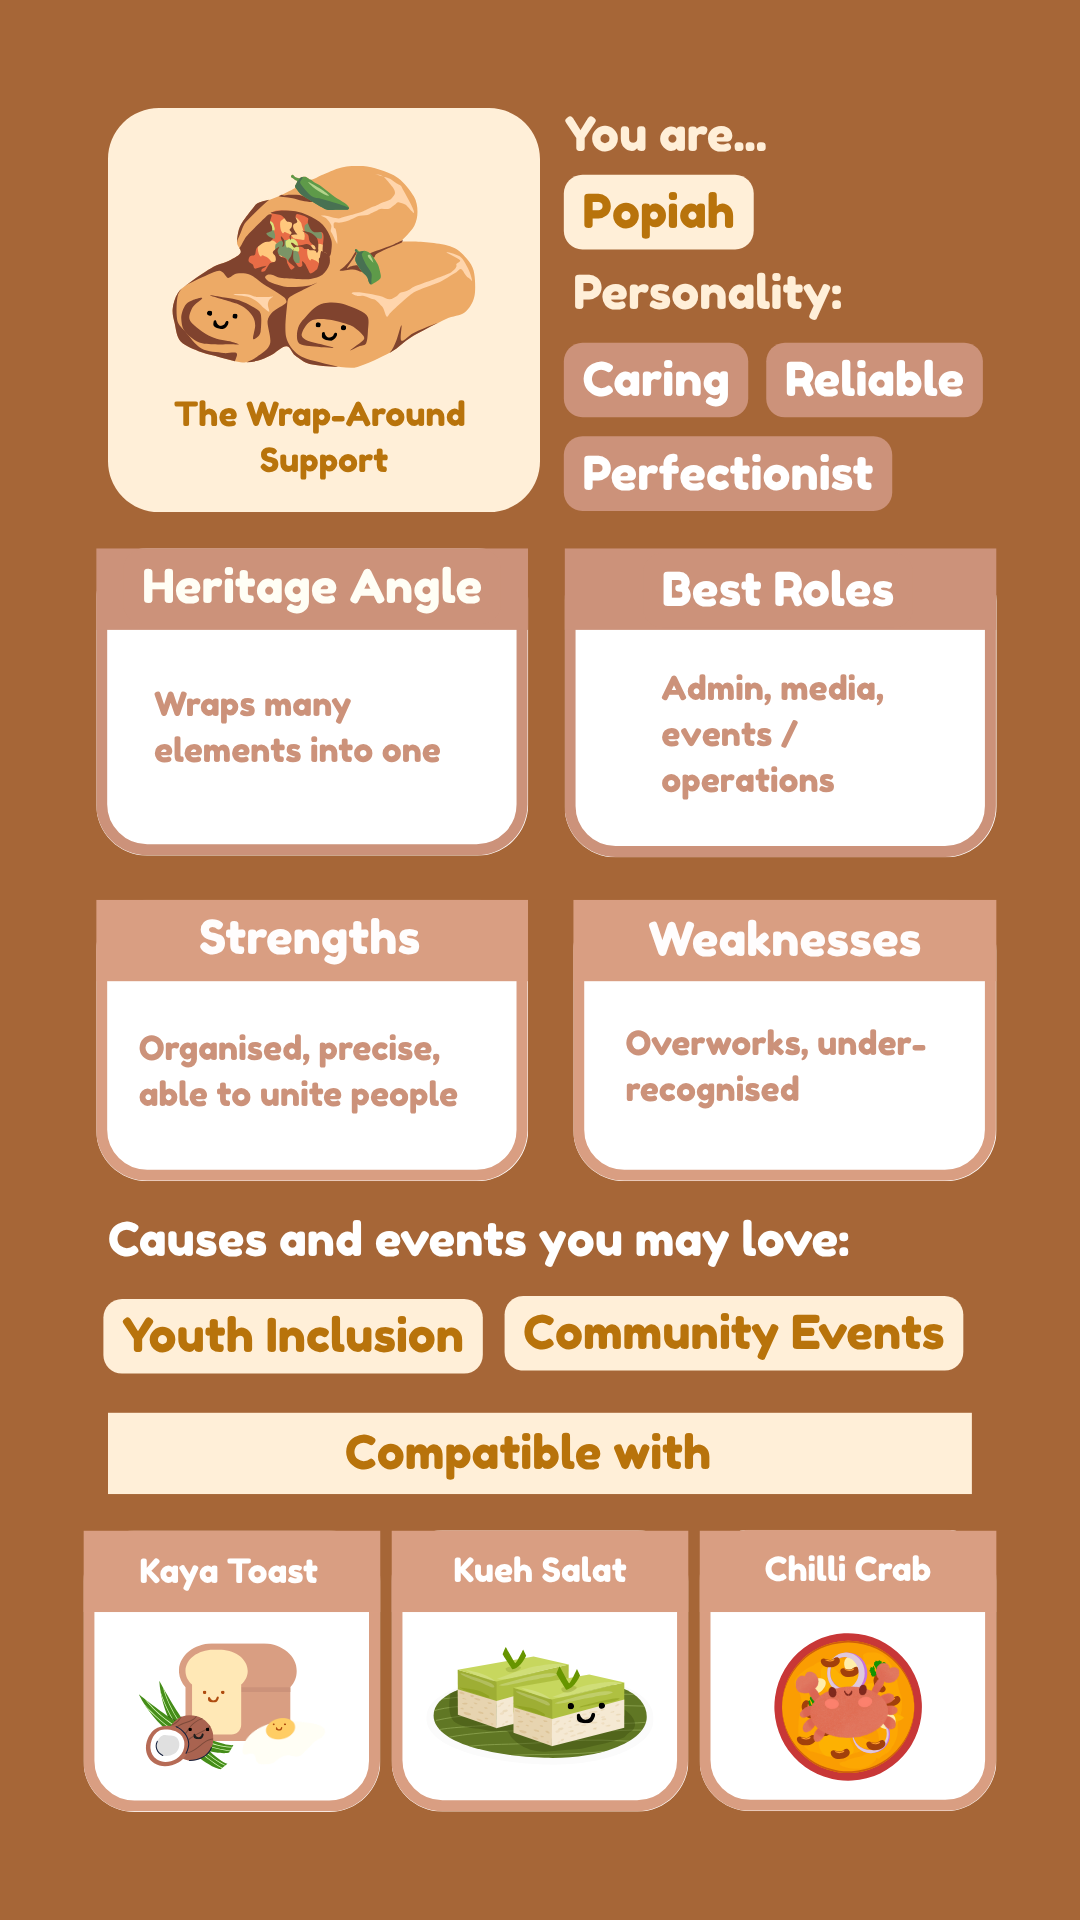 You are...
Popiah
Personality:
Caring
Reliable
Perfectionist
The Wrap-Around
Support
Heritage Angle
Wraps many
elements into one
Best Roles
Admin, media,
events /
operations
Strengths
Organised, precise,
able to unite people
Weaknesses
Overworks, under-
recognised
Causes and events you may love:
Youth Inclusion
Community Events
Compatible with
Kaya Toast
Kueh Salat
Chilli Crab